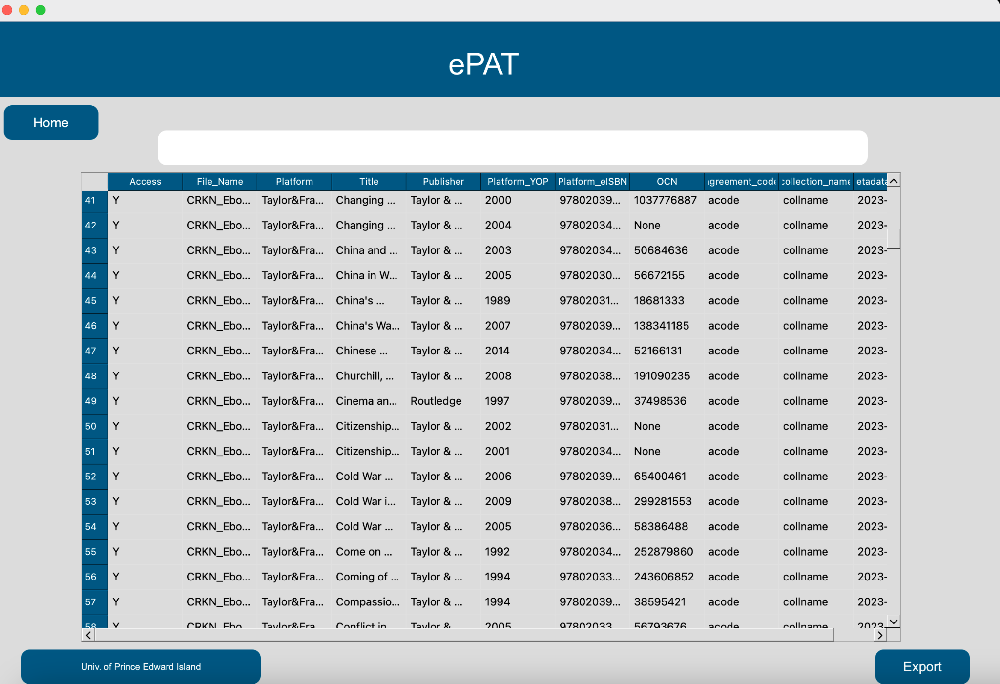 ePAT
Home
Access File_Name Platform Title Publisher Platform_YOP Platform_eISBN OCN agreement_code collection_name etadata
41 Y CRKN_Ebo... Taylor&Fra... Changing ... Taylor & ... 2000 97802039... 1037776887 acode collname 2023-
42 Y CRKN_Ebo... Taylor&Fra... Changing ... Taylor & ... 2004 97802034... None acode collname 2023-
43 Y CRKN_Ebo... Taylor&Fra... China and ... Taylor & ... 2003 97802034... 50684636 acode collname 2023-
44 Y CRKN_Ebo... Taylor&Fra... China in W... Taylor & ... 2005 97802030... 56672155 acode collname 2023-
45 Y CRKN_Ebo... Taylor&Fra... China's ... Taylor & ... 1989 97802031... 18681333 acode collname 2023-
46 Y CRKN_Ebo... Taylor&Fra... China's Wa... Taylor & ... 2007 97802039... 138341185 acode collname 2023-
47 Y CRKN_Ebo... Taylor&Fra... Chinese ... Taylor & ... 2014 97802034... 52166131 acode collname 2023-
48 Y CRKN_Ebo... Taylor&Fra... Churchill, ... Taylor & ... 2008 97802038... 191090235 acode collname 2023-
49 Y CRKN_Ebo... Taylor&Fra... Cinema an... Routledge 1997 97802039... 37498536 acode collname 2023-
50 Y CRKN_Ebo... Taylor&Fra... Citizenship... Taylor & ... 2002 97802031... None acode collname 2023-
51 Y CRKN_Ebo... Taylor&Fra... Citizenship... Taylor & ... 2001 97802034... None acode collname 2023-
52 Y CRKN_Ebo... Taylor&Fra... Cold War ... Taylor & ... 2006 97802039... 65400461 acode collname 2023-
53 Y CRKN_Ebo... Taylor&Fra... Cold War i... Taylor & ... 2009 97802038... 299281553 acode collname 2023-
54 Y CRKN_Ebo... Taylor&Fra... Cold War ... Taylor & ... 2005 97802036... 58386488 acode collname 2023-
55 Y CRKN_Ebo... Taylor&Fra... Come on ... Taylor & ... 1992 97802034... 252879860 acode collname 2023-
56 Y CRKN_Ebo... Taylor&Fra... Coming of ... Taylor & ... 1994 97802033... 243606852 acode collname 2023-
57 Y CRKN_Ebo... Taylor&Fra... Compassio... Taylor & ... 1994 97802039... 38595421 acode collname 2023-
58 Y CRKN_Ebo Taylor&Fra Conflict in Taylor & 2005 97802033 56793676 acode collname 2023-
Univ. of Prince Edward Island
Export